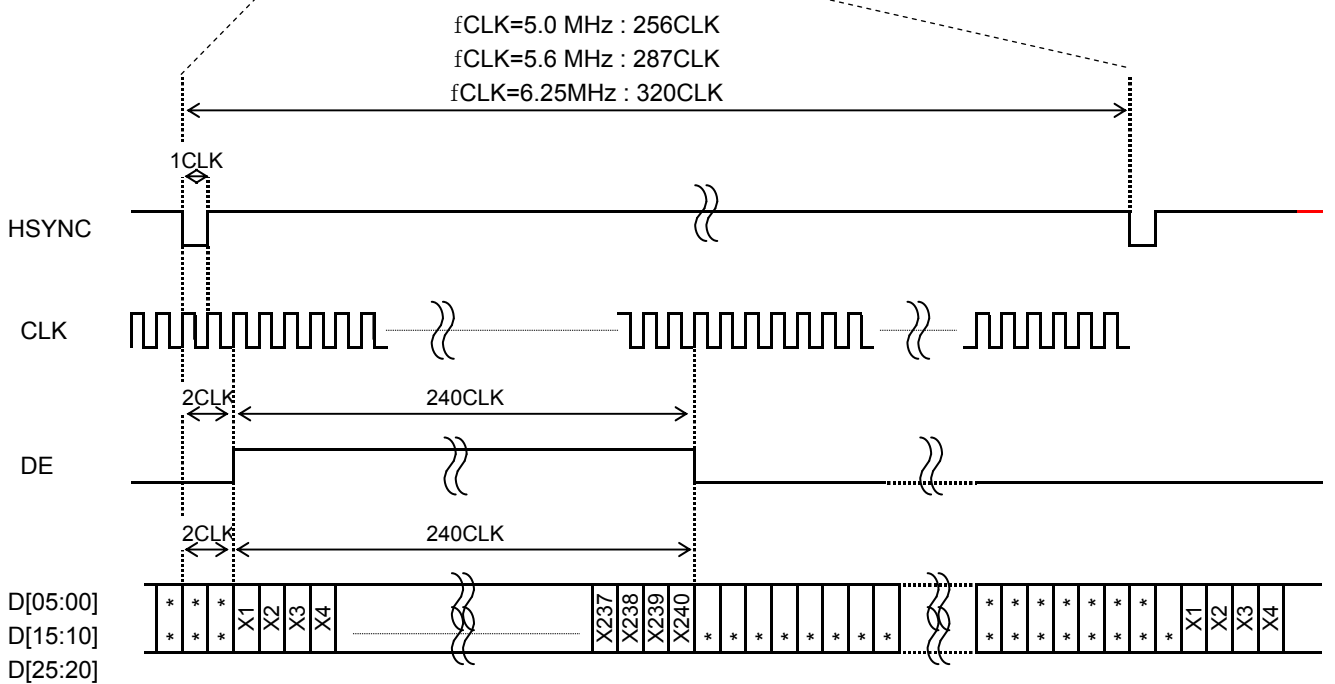 fCLK=5.0 MHz : 256CLK
fCLK=5.6 MHz : 287CLK
fCLK=6.25MHz : 320CLK
1CLK
HSYNC
CLK
2CLK 240CLK
DE
2CLK 240CLK
D[05:00] * * * X1 X2 X3 X4 X237 X238 X239 X240 * * * * * * * X1 X2 X3 X4
D[15:10] * * * * * * * * * * * * * * * * * * *
D[25:20]